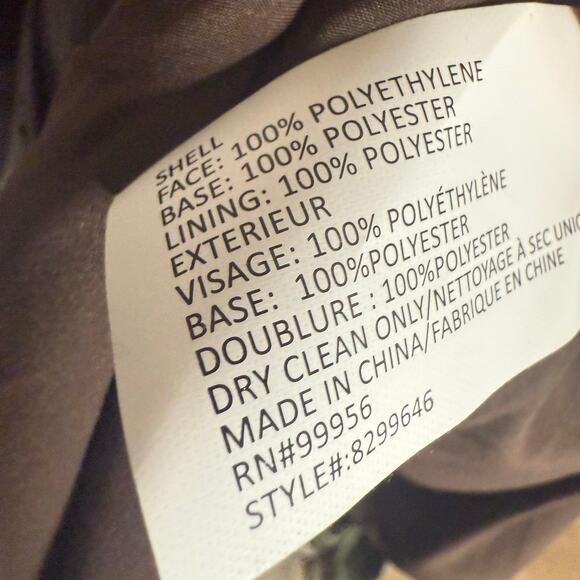 SHELL
FACE: 100% POLYETHYLENE
BASE: 100% POLYESTER
LINING: 100% POLYESTER
EXTERIEUR
VISAGE: 100% POLYÉTHYLÈNE
BASE: 100%POLYESTER
DOUBLURE : 100%POLYESTER
DRY CLEAN ONLY/NETTOYAGE À SEC
MADE IN CHINA/FABRIQUE EN CHINE
RN#99956
STYLE#:8299646